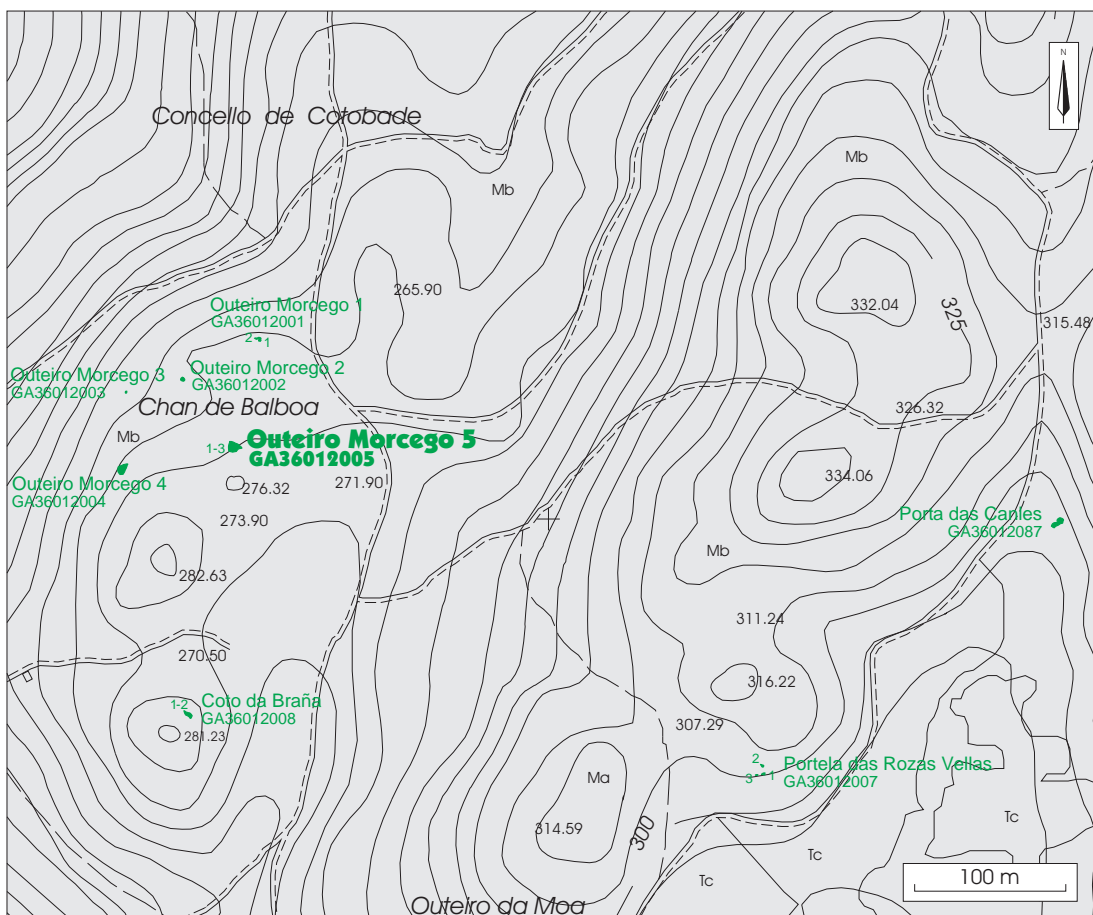 N
Concello de Cotobade
Mb
Mb
265.90
332.04
325
315.48
Outeiro Morcego 1
GA36012001
2 1
Outeiro Morcego 2
GA36012002
Outeiro Morcego 3
GA36012003
Chan de Balboa
326.32
Mb
1-3
Outeiro Morcego 5
GA36012005
Outeiro Morcego 4
GA36012004
276.32
271.90
334.06
273.90
Porta das Canles
GA36012087
Mb
282.63
311.24
270.50
316.22
1-2
Coto da Braña
GA36012008
281.23
307.29
2
3 1
Portela das Rozas Vellas
GA36012007
Ma
314.59
300
Tc
Tc
Tc
100 m
Outeiro da Moa